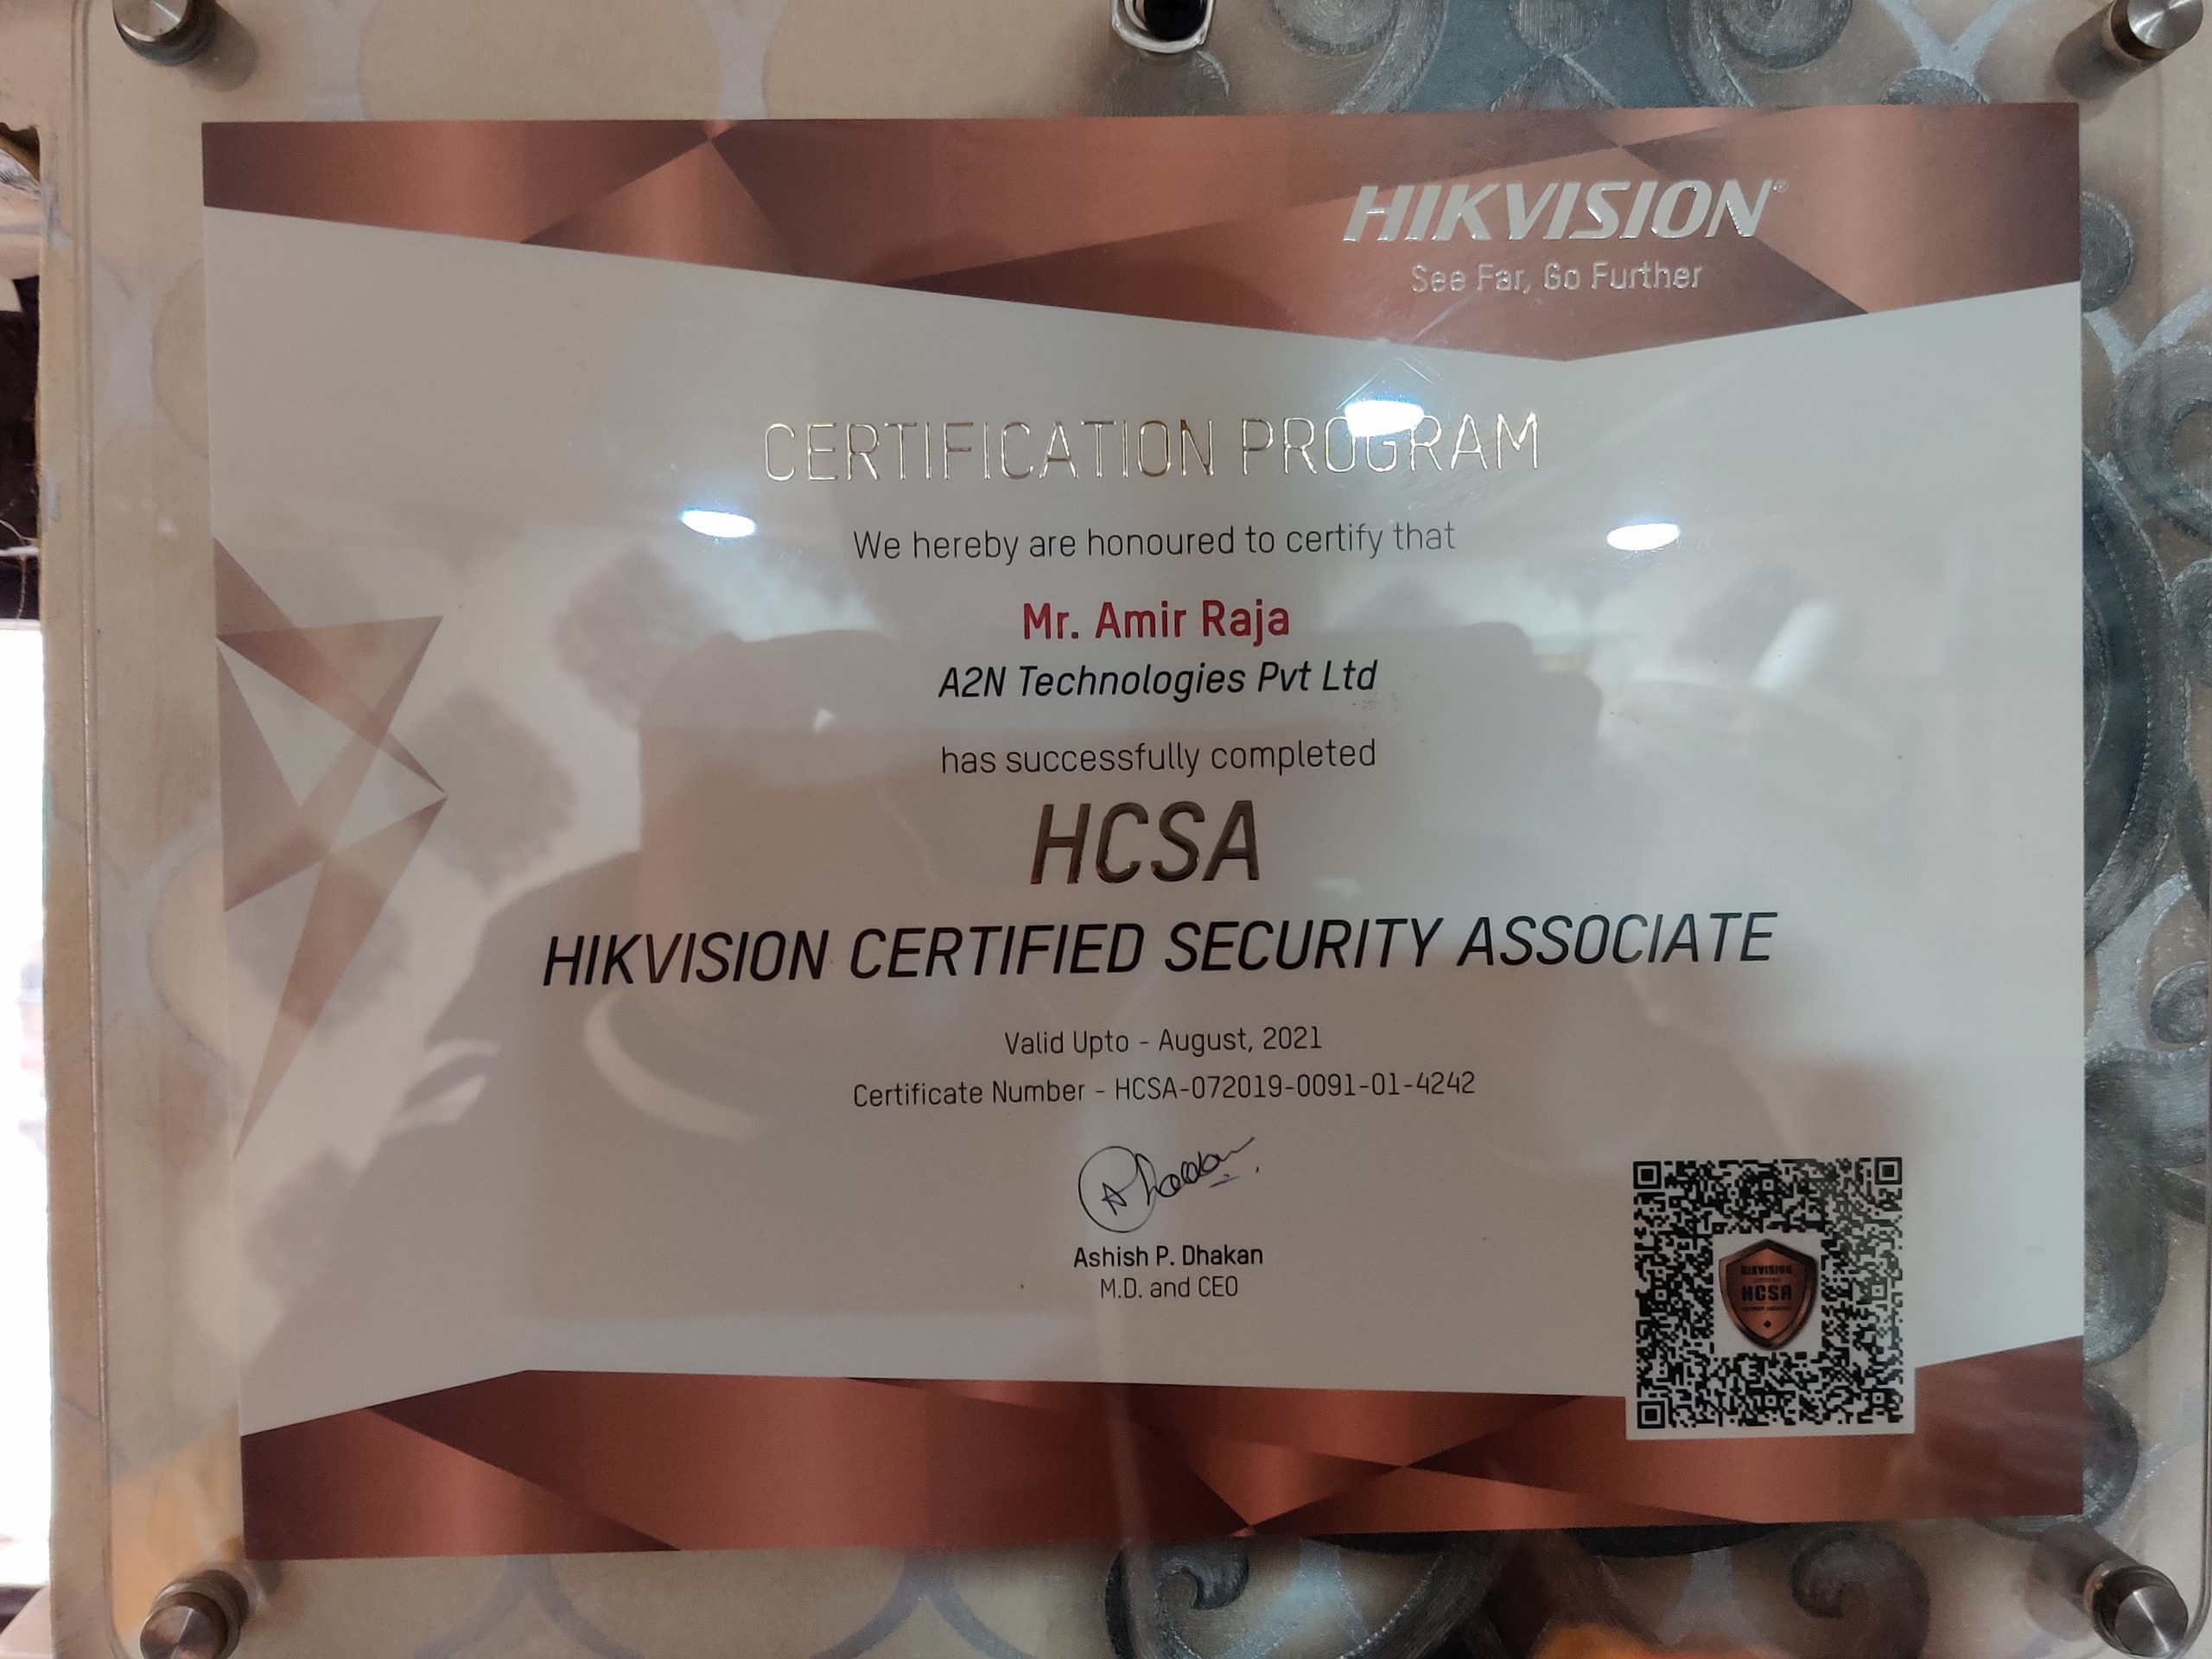 HIKVISION®
See Far, Go Further
CERTIFICATION PROGRAM
We hereby are honoured to certify that
Mr. Amir Raja
A2N Technologies Pvt Ltd
has successfully completed
HCSA
HIKVISION CERTIFIED SECURITY ASSOCIATE
Valid Upto - August, 2021
Certificate Number - HCSA-072019-0091-01-4242
Ashish P. Dhakan
M.D. and CEO
HIKVISION
HCSA